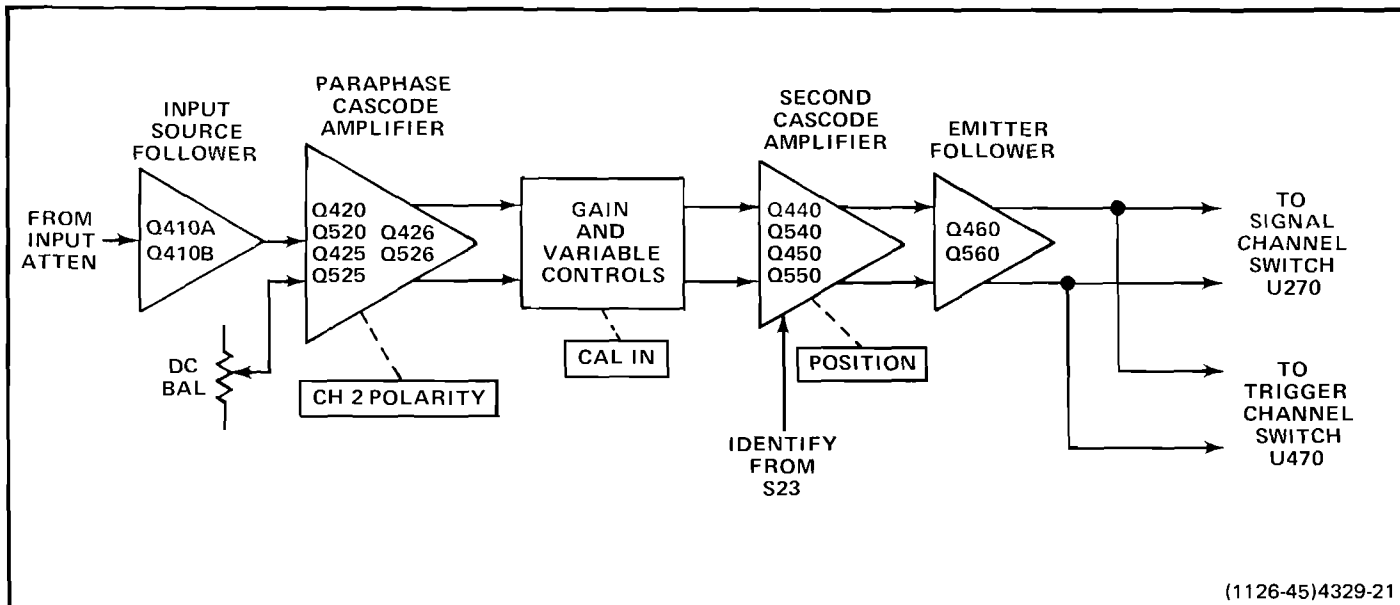 FROM
INPUT
ATTEN
INPUT
SOURCE
FOLLOWER
Q410A
Q410B
DC
BAL
PARAPHASE
CASCODE
AMPLIFIER
Q420
Q520 Q426
Q425 Q526
Q525
CH 2 POLARITY
GAIN
AND
VARIABLE
CONTROLS
CAL IN
SECOND
CASCODE
AMPLIFIER
Q440
Q540
Q450
Q550
POSITION
IDENTIFY
FROM
S23
EMITTER
FOLLOWER
Q460
Q560
TO
SIGNAL
CHANNEL
SWITCH
U270
TO
TRIGGER
CHANNEL
SWITCH
U470
(1126-45)4329-21